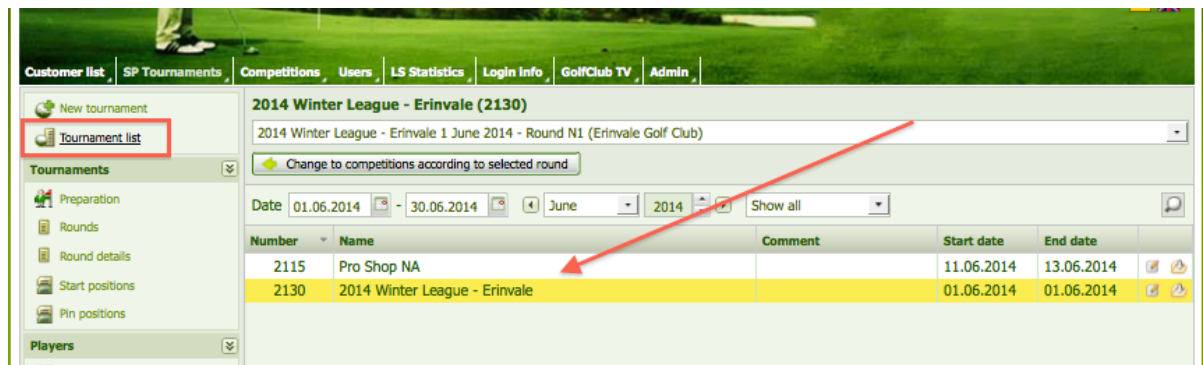 Customer list SP Tournaments Competitions Users LS Statistics Login info GolfClub TV Admin
New tournament
Tournament list
Tournaments
Preparation
Rounds
Round details
Start positions
Pin positions
Players
2014 Winter League - Erinvale (2130)
2014 Winter League - Erinvale 1 June 2014 - Round N1 (Erinvale Golf Club)
Change to competitions according to selected round
Date 01.06.2014 - 30.06.2014 June 2014 Show all
Number Name Comment Start date End date
2115 Pro Shop NA 11.06.2014 13.06.2014
2130 2014 Winter League - Erinvale 01.06.2014 01.06.2014